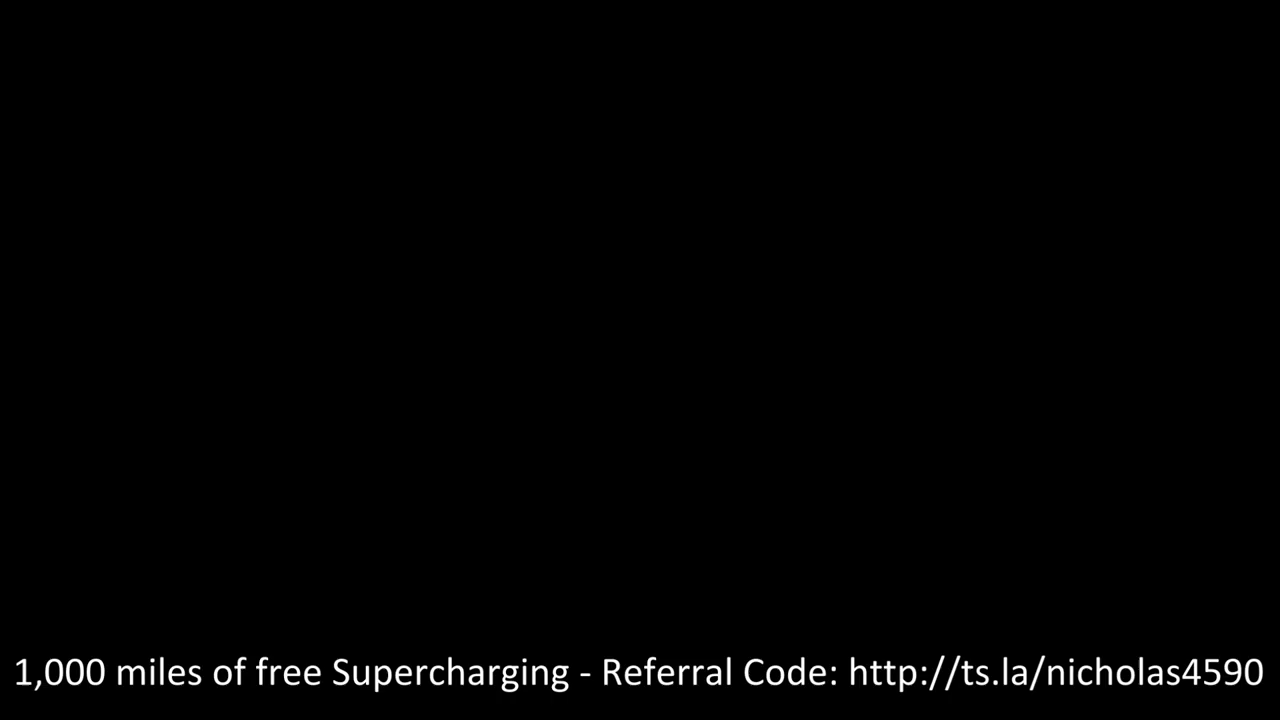 1,000 miles of free Supercharging - Referral Code: http://ts.la/nicholas4590